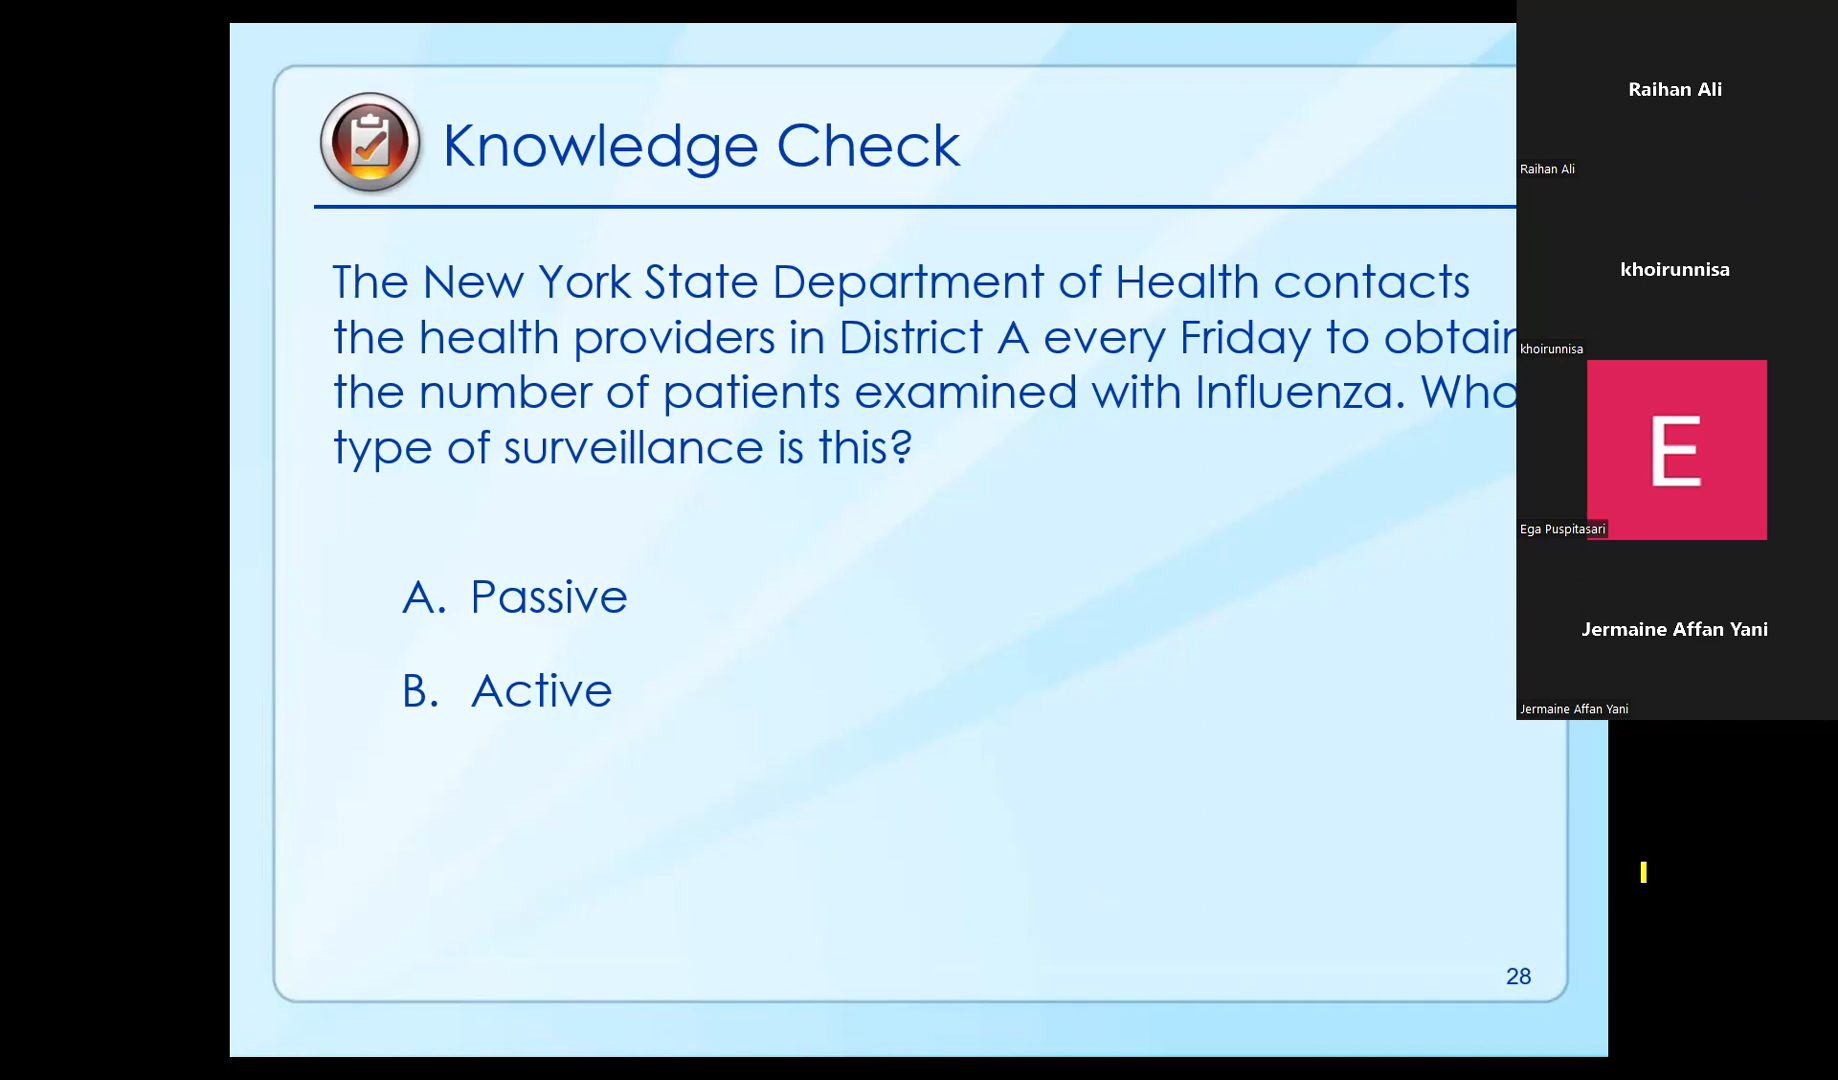 Knowledge Check
The New York State Department of Health contacts
the health providers in District A every Friday to obtain
the number of patients examined with Influenza.
type of surveillance is this?
A. Passive
B. Active
28
Raihan Ali
Raihan Ali
khoirunnisa
khoirunnisa
E
Ega Puspitasari
Jermaine Affan Yani
Jermaine Affan Yani